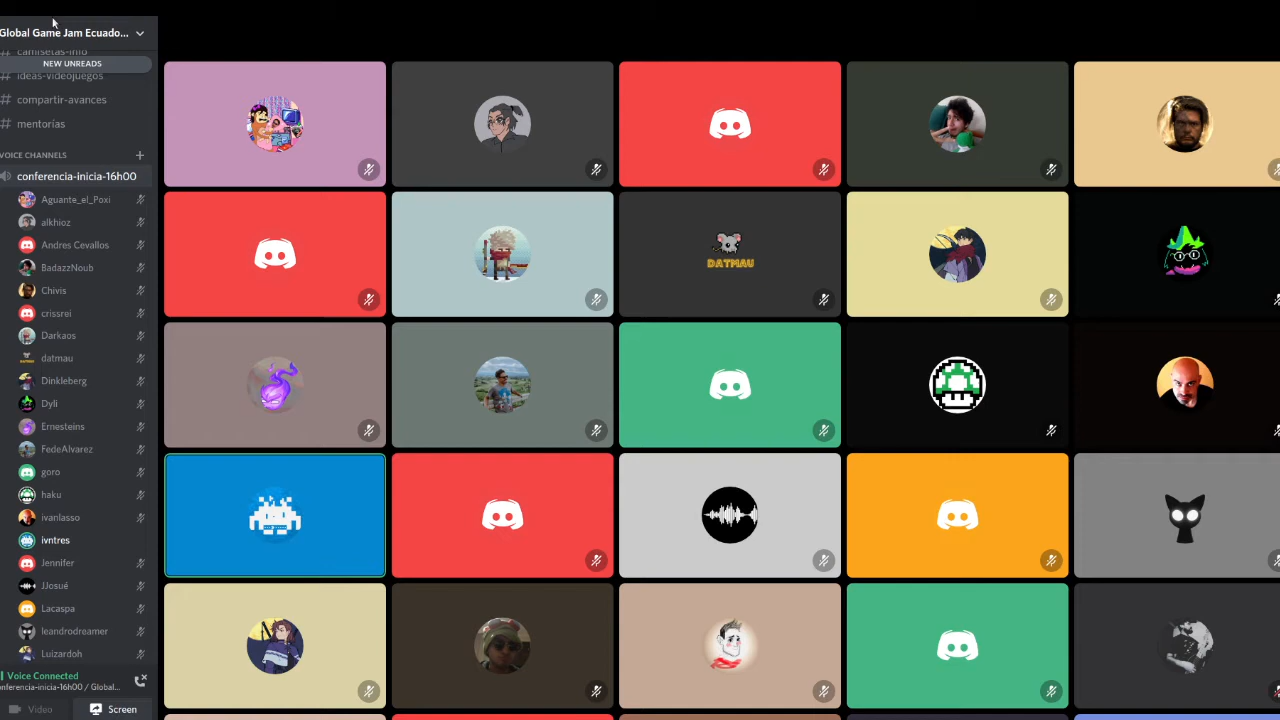 Global Game Jam Ecuado...
# camisetas-info
NEW UNREADS
# ideas-videojuegos
# compartir-avances
# mentorías
VOICE CHANNELS +
conferencia-inicia-16h00
Aguante_el_Poxi
alkhioz
Andres Cevallos
BadazzNoub
Chivis
crissrei
Darkaos
datmau
Dinkleberg
Dyli
Ernesteins
FedeAlvarez
goro
haku
ivanlasso
ivntres
Jennifer
JJosué
Lacaspa
leandrodreamer
Luizardoh
Voice Connected
onferencia-inicia-16h00 / Global...
Video
Screen
DATMAU